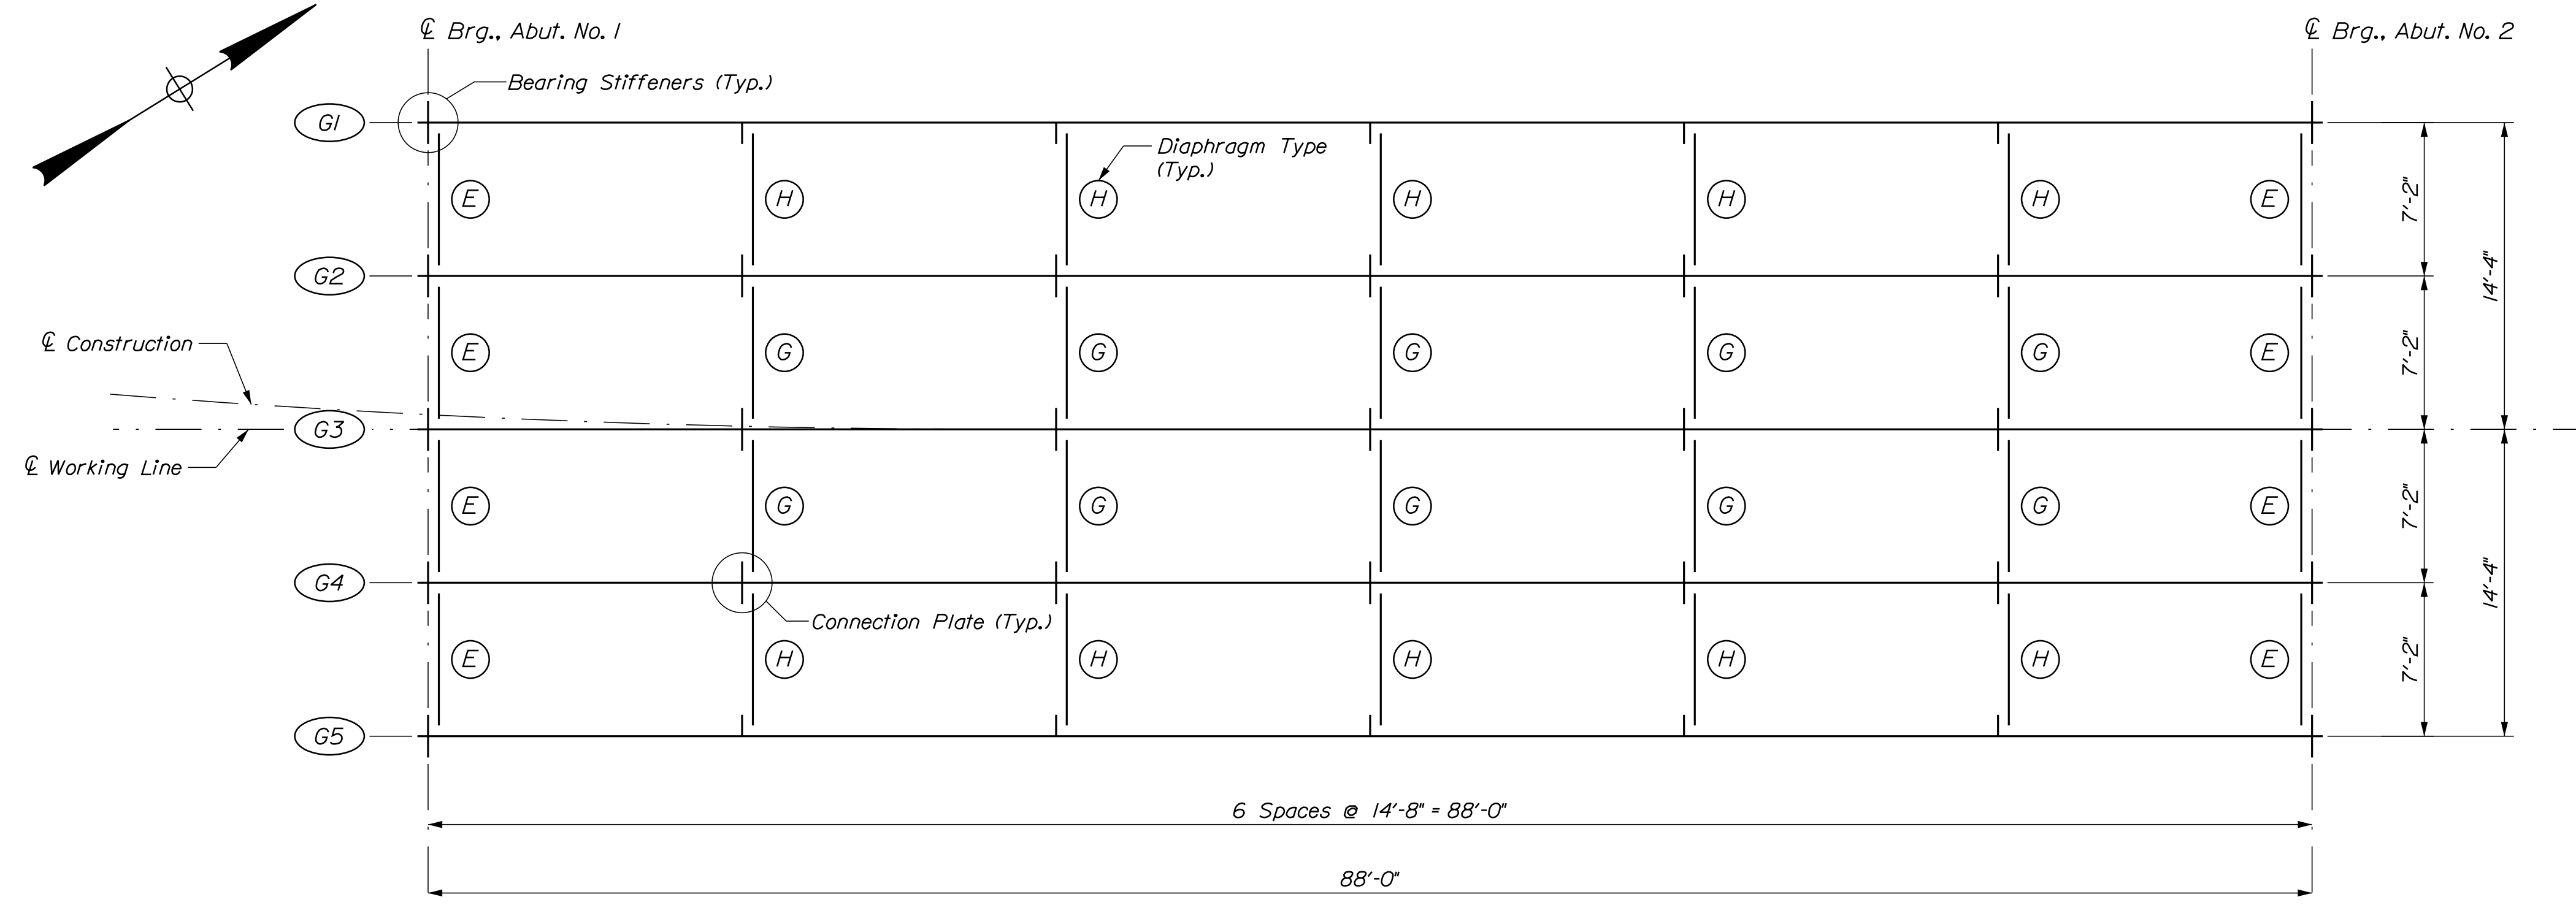 ℄ Brg., Abut. No. 1
℄ Brg., Abut. No. 2
Bearing Stiffeners (Typ.)
G1
Diaphragm Type
(Typ.)
E H H H H H E
7'-2"
14'-4"
G2
℄ Construction
E G G G G G E
7'-2"
G3
℄ Working Line
E G G G G G E
7'-2"
14'-4"
G4
Connection Plate (Typ.)
E H H H H H E
7'-2"
G5
6 Spaces @ 14'-8" = 88'-0"
88'-0"